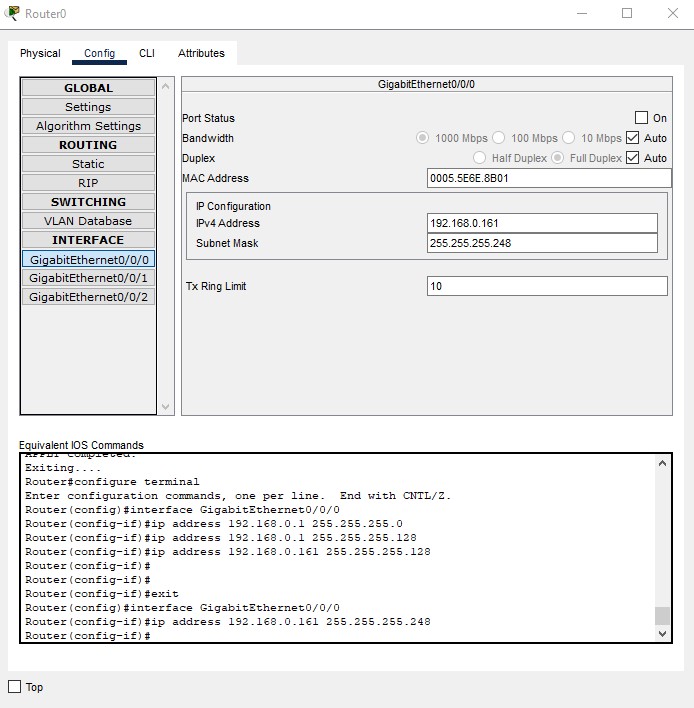 Router0
Physical Config CLI Attributes
GLOBAL
Settings
Algorithm Settings
ROUTING
Static
RIP
SWITCHING
VLAN Database
INTERFACE
GigabitEthernet0/0/0
GigabitEthernet0/0/1
GigabitEthernet0/0/2
GigabitEthernet0/0/0
Port Status On
Bandwidth 1000 Mbps 100 Mbps 10 Mbps Auto
Duplex Half Duplex Full Duplex Auto
MAC Address 0005.5E6E.8B01
IP Configuration
IPv4 Address 192.168.0.161
Subnet Mask 255.255.255.248
Tx Ring Limit 10
Equivalent IOS Commands
APPLY completed.
Exiting....
Router#configure terminal
Enter configuration commands, one per line. End with CNTL/Z.
Router(config)#interface GigabitEthernet0/0/0
Router(config-if)#ip address 192.168.0.1 255.255.255.0
Router(config-if)#ip address 192.168.0.1 255.255.255.128
Router(config-if)#ip address 192.168.0.161 255.255.255.128
Router(config-if)#
Router(config-if)#
Router(config-if)#exit
Router(config)#interface GigabitEthernet0/0/0
Router(config-if)#ip address 192.168.0.161 255.255.255.248
Router(config-if)#
Top